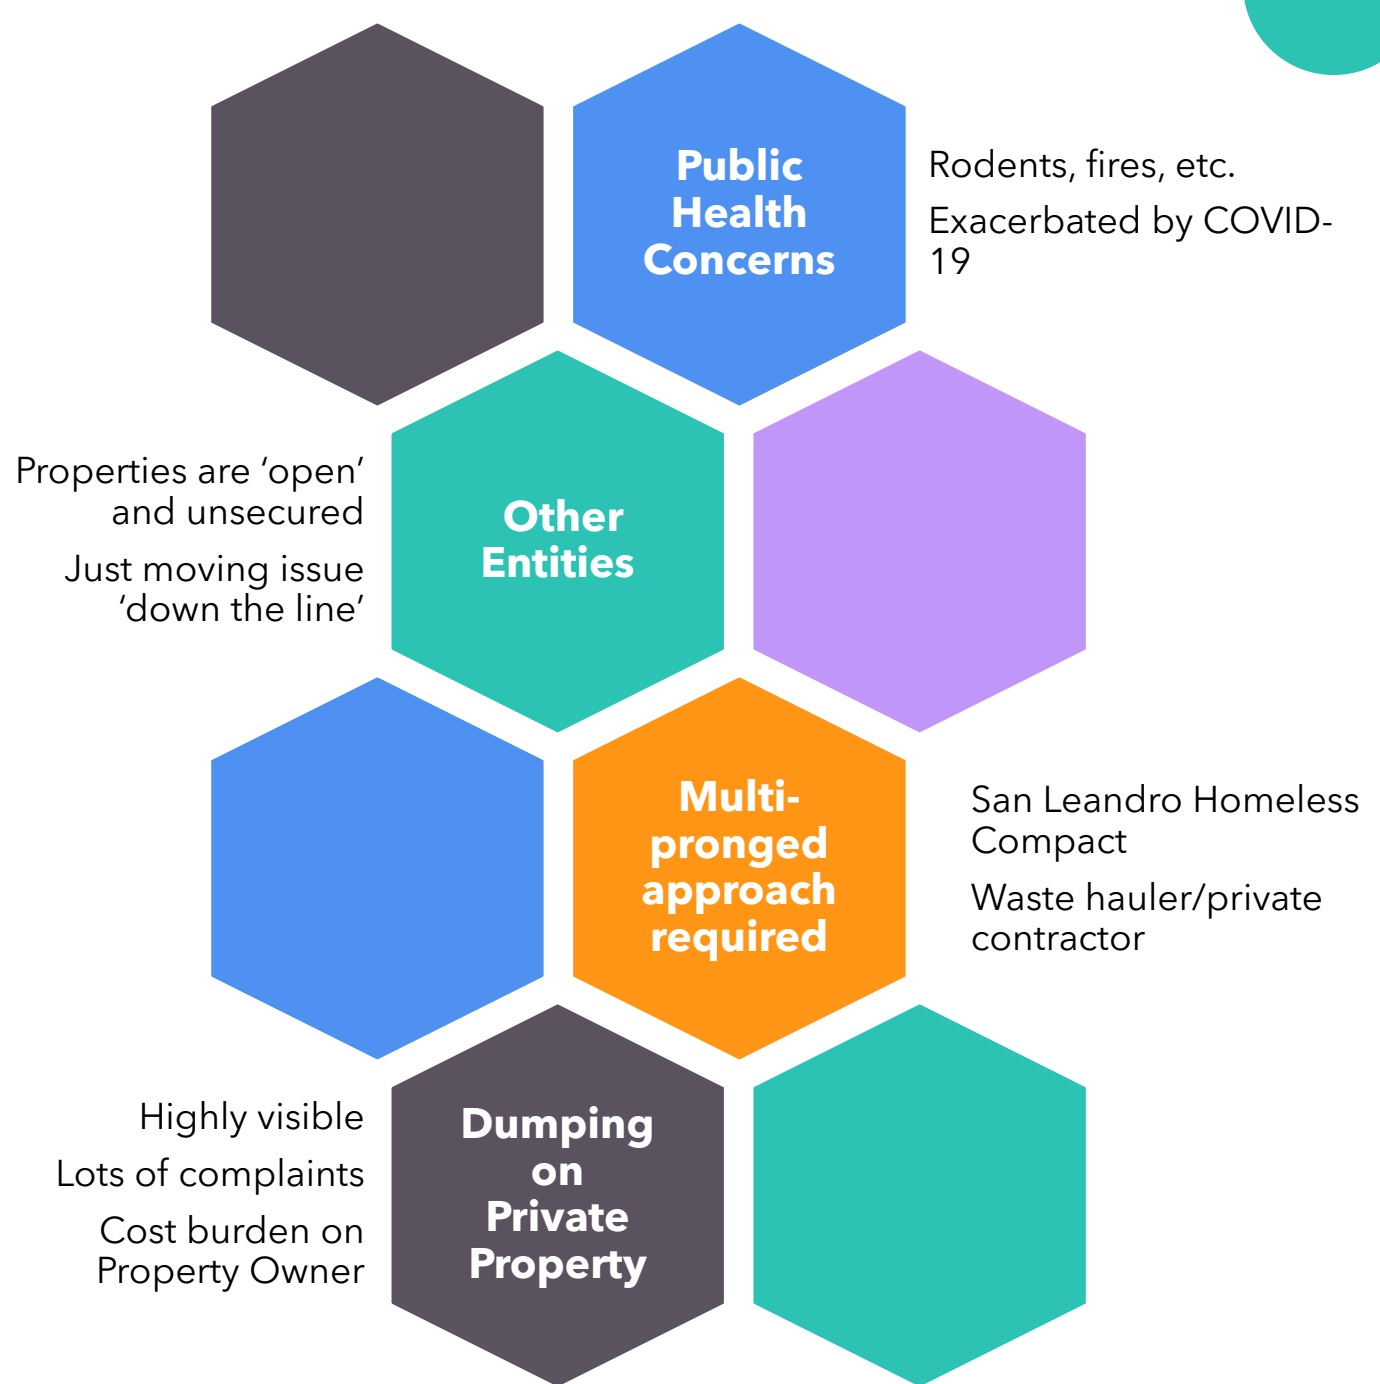 Public
Health
Concerns
Rodents, fires, etc.
Exacerbated by COVID-
19
Properties are ‘open’
and unsecured
Just moving issue
‘down the line’
Other
Entities
Multi-
pronged
approach
required
San Leandro Homeless
Compact
Waste hauler/private
contractor
Highly visible
Lots of complaints
Cost burden on
Property Owner
Dumping
on
Private
Property